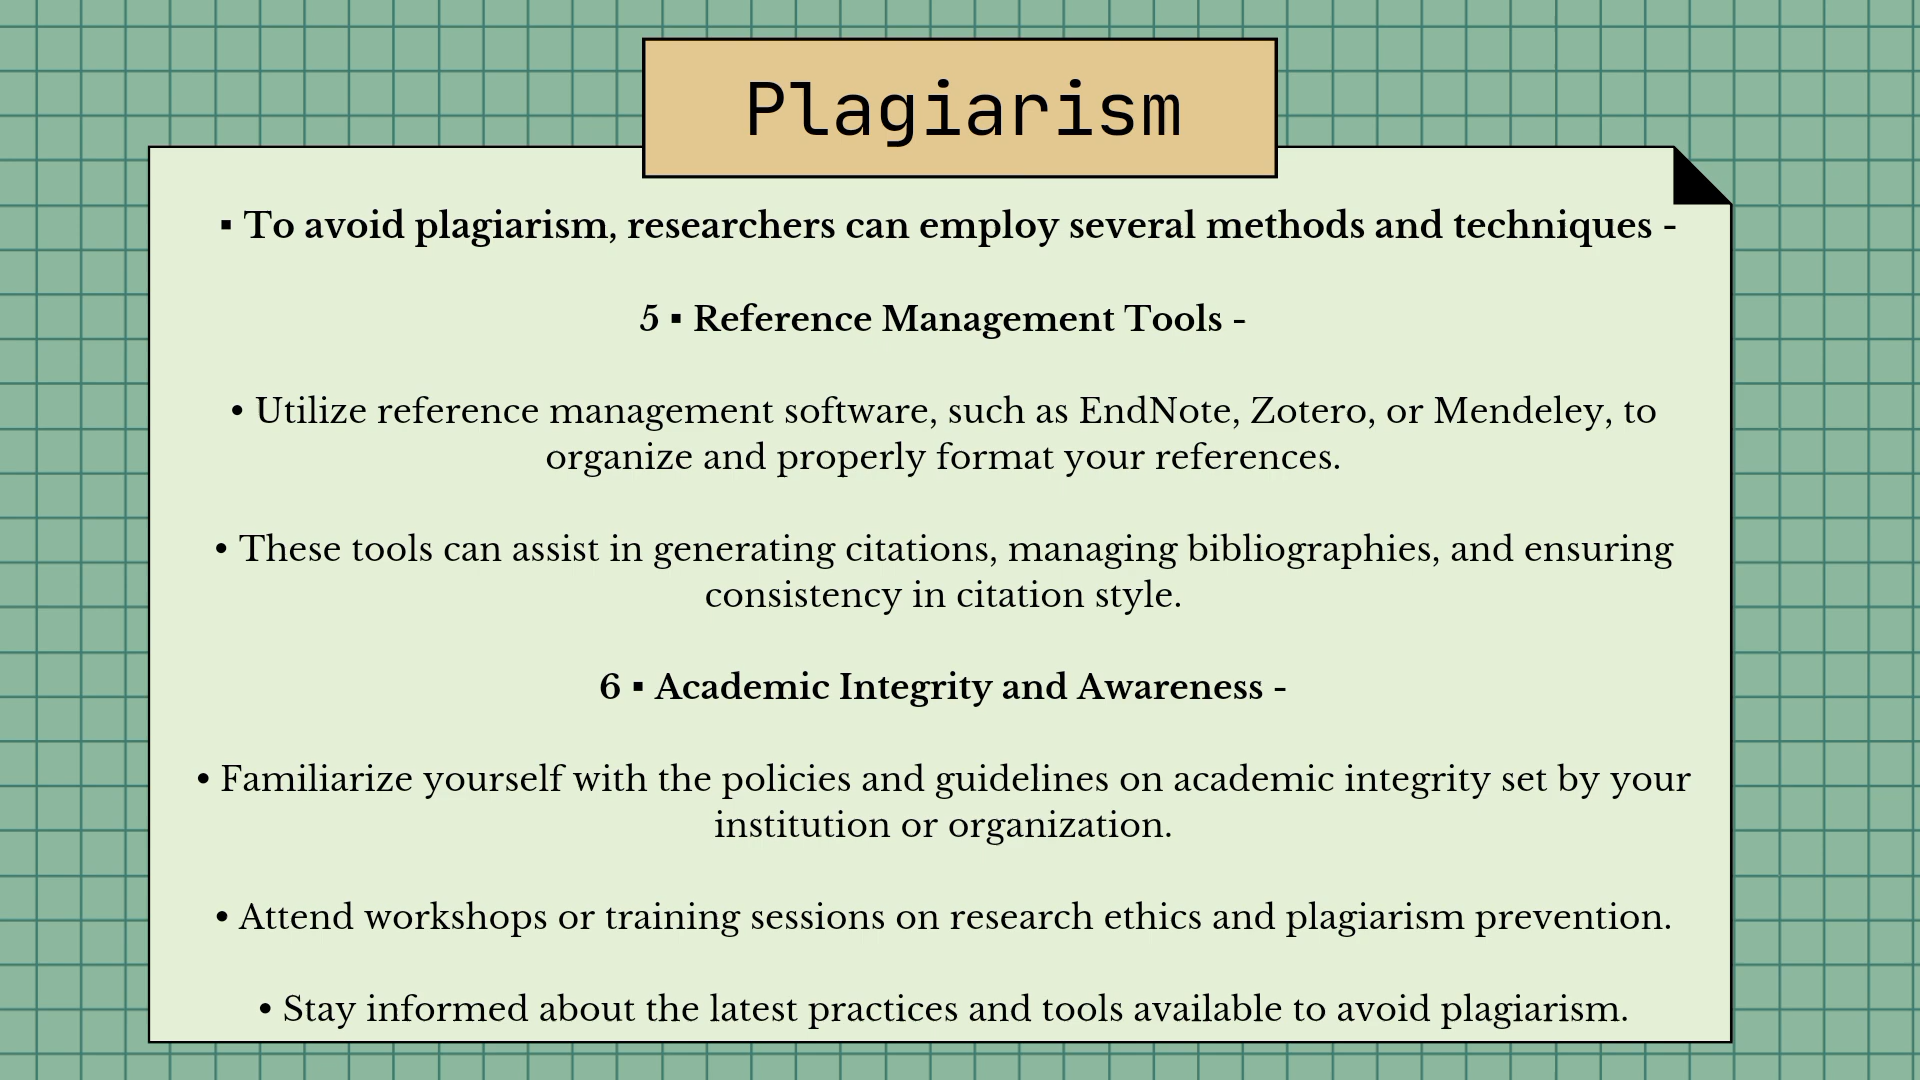 Plagiarism
▪ To avoid plagiarism, researchers can employ several methods and techniques -
5 ▪ Reference Management Tools -
• Utilize reference management software, such as EndNote, Zotero, or Mendeley, to
organize and properly format your references.
• These tools can assist in generating citations, managing bibliographies, and ensuring
consistency in citation style.
6 ▪ Academic Integrity and Awareness -
• Familiarize yourself with the policies and guidelines on academic integrity set by your
institution or organization.
• Attend workshops or training sessions on research ethics and plagiarism prevention.
• Stay informed about the latest practices and tools available to avoid plagiarism.